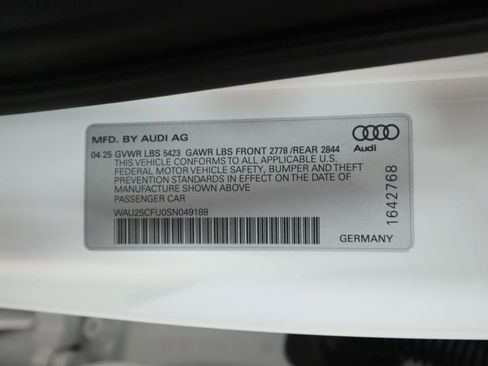 MFD. BY AUDI AG
04 25 GVWR LBS 5423 GAWR LBS FRONT 2778 /REAR 2844
THIS VEHICLE CONFORMS TO ALL APPLICABLE U.S.
FEDERAL MOTOR VEHICLE SAFETY, BUMPER AND THEFT
PREVENTION STANDARDS IN EFFECT ON THE DATE OF
MANUFACTURE SHOWN ABOVE
PASSENGER CAR
WAU25CFU0SN049188
Audi
1642768
GERMANY